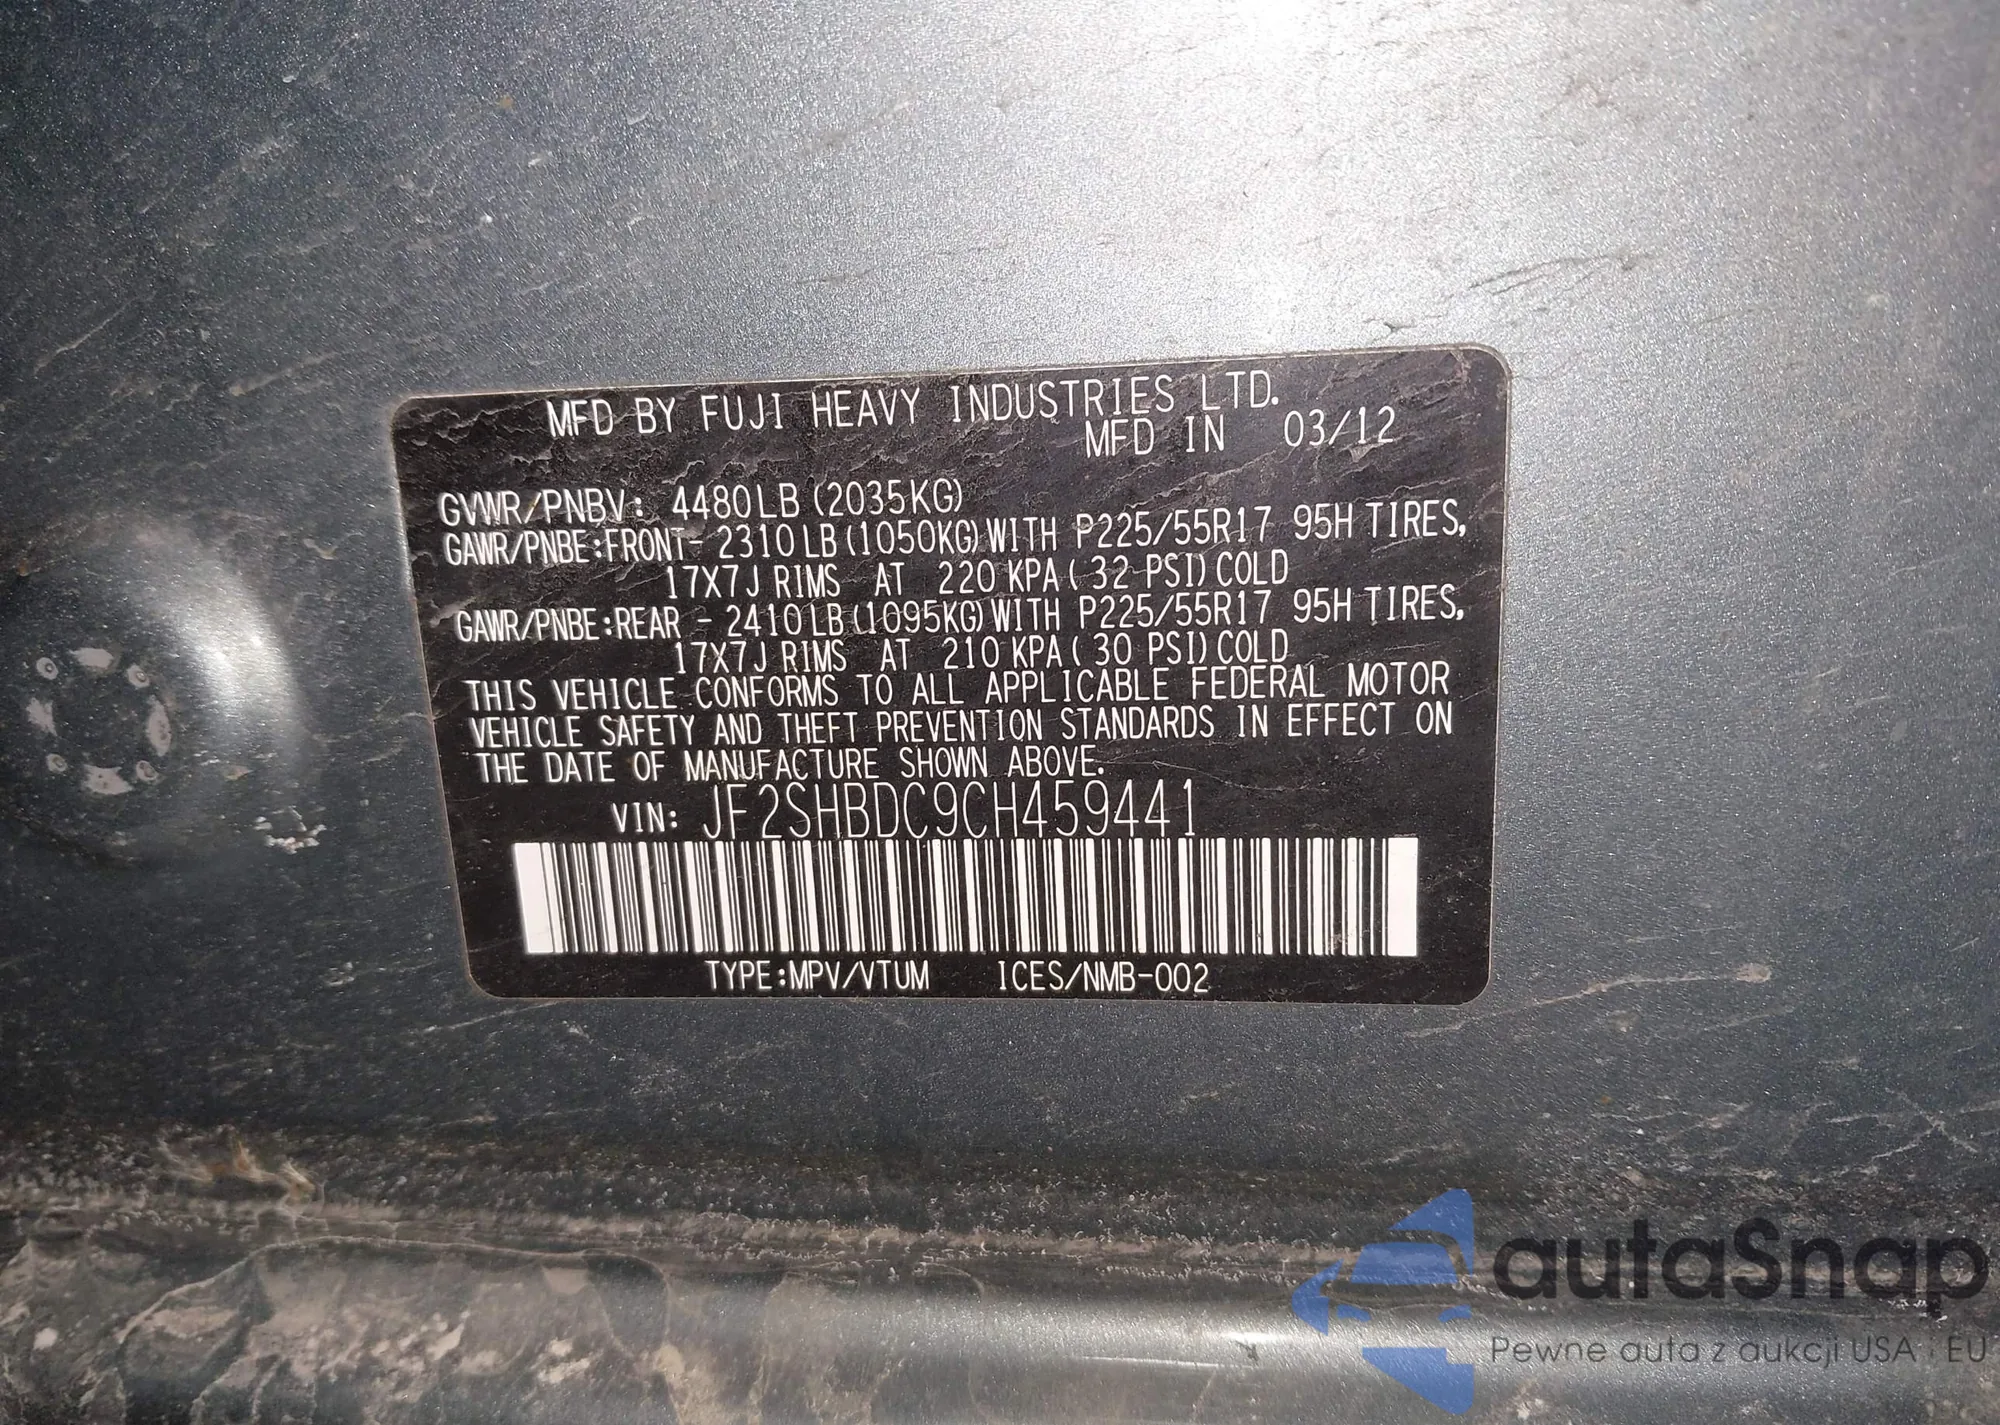 MFD BY FUJI HEAVY INDUSTRIES LTD.
MFD IN 03/12
GVWR/PNBV: 4480LB (2035KG)
GAWR/PNBE:FRONT- 2310LB(1050KG)WITH P225/55R17 95H TIRES,
17X7J RIMS AT 220 KPA( 32 PSI)COLD
GAWR/PNBE:REAR - 2410LB(1095KG)WITH P225/55R17 95H TIRES,
17X7J RIMS AT 210 KPA( 30 PSI)COLD
THIS VEHICLE CONFORMS TO ALL APPLICABLE FEDERAL MOTOR
VEHICLE SAFETY AND THEFT PREVENTION STANDARDS IN EFFECT ON
THE DATE OF MANUFACTURE SHOWN ABOVE.
VIN: JF2SHBDC9CH459441
TYPE:MPV/VTUM ICES/NMB-002
autaSnap
Pewne auta z aukcji USA i EU